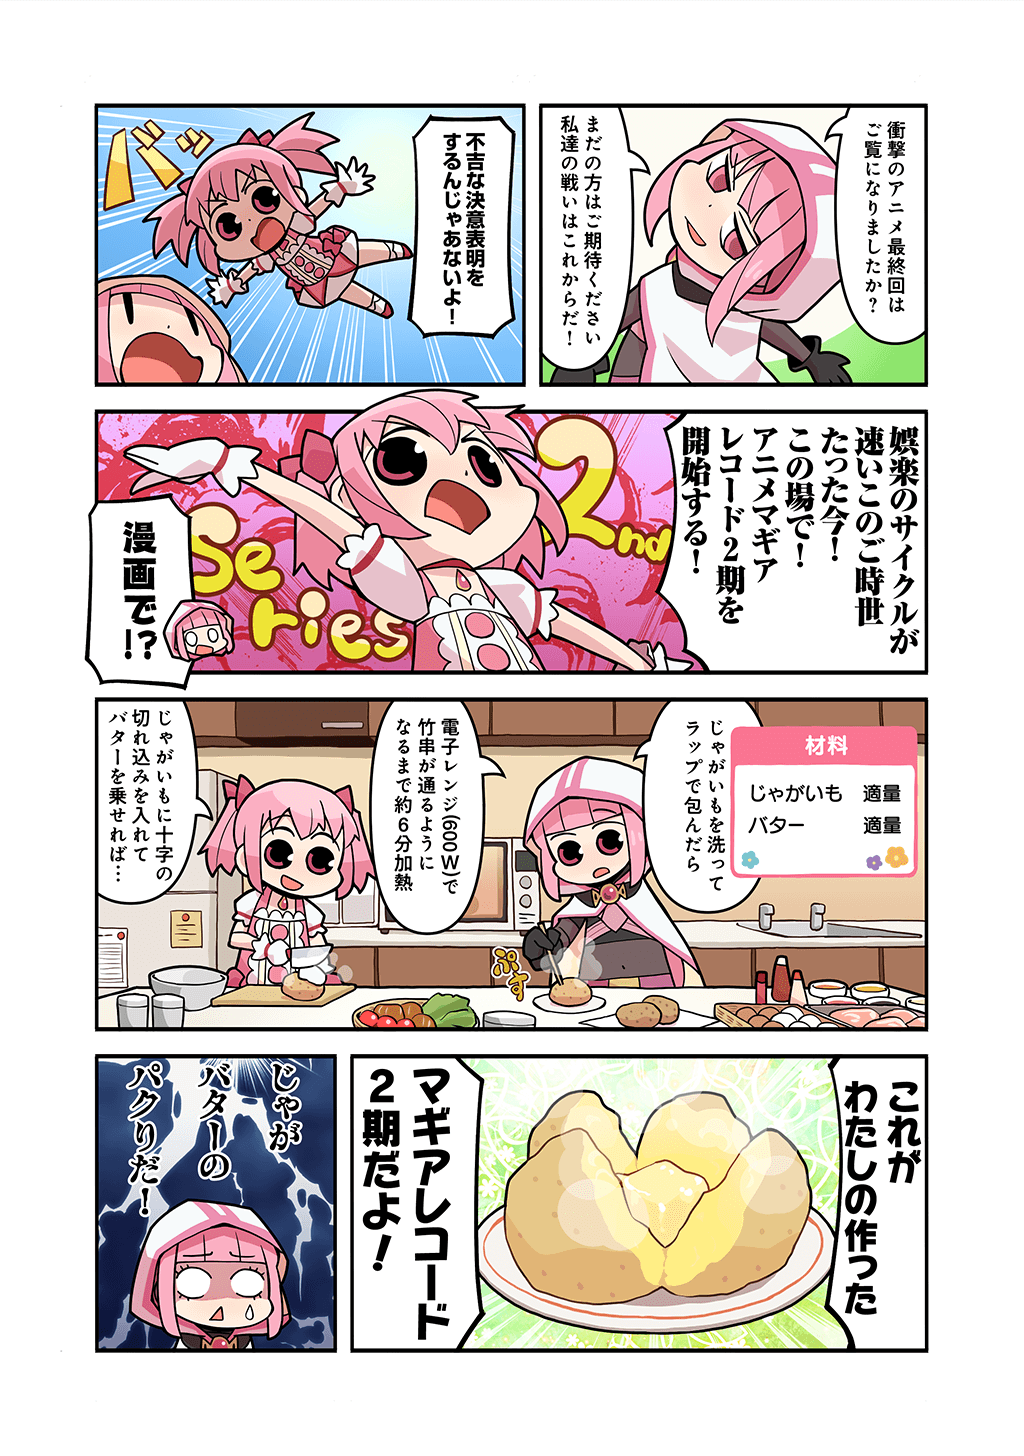 衝撃のアニメ最終回は
ご覧になりましたか？
まだの方はご期待ください
私達の戦いはこれからだ！
不吉な決意表明を
するんじゃあないよ！
バッ
娯楽のサイクルが
速いこのご時世
たった今！
この場で！
アニメマギア
レコード２期を
開始する！
2nd
Se
ries
漫画で!?
材料
じゃがいも 適量
バター 適量
じゃがいもを洗って
ラップで包んだら
電子レンジ(600W)で
竹串が通るように
なるまで約６分加熱
ぷす
じゃがいもに十字の
切れ込みを入れて
バターを乗せれば…
これが
わたしの作った
マギアレコード
２期だよ！
じゃが
バターの
パクりだ！